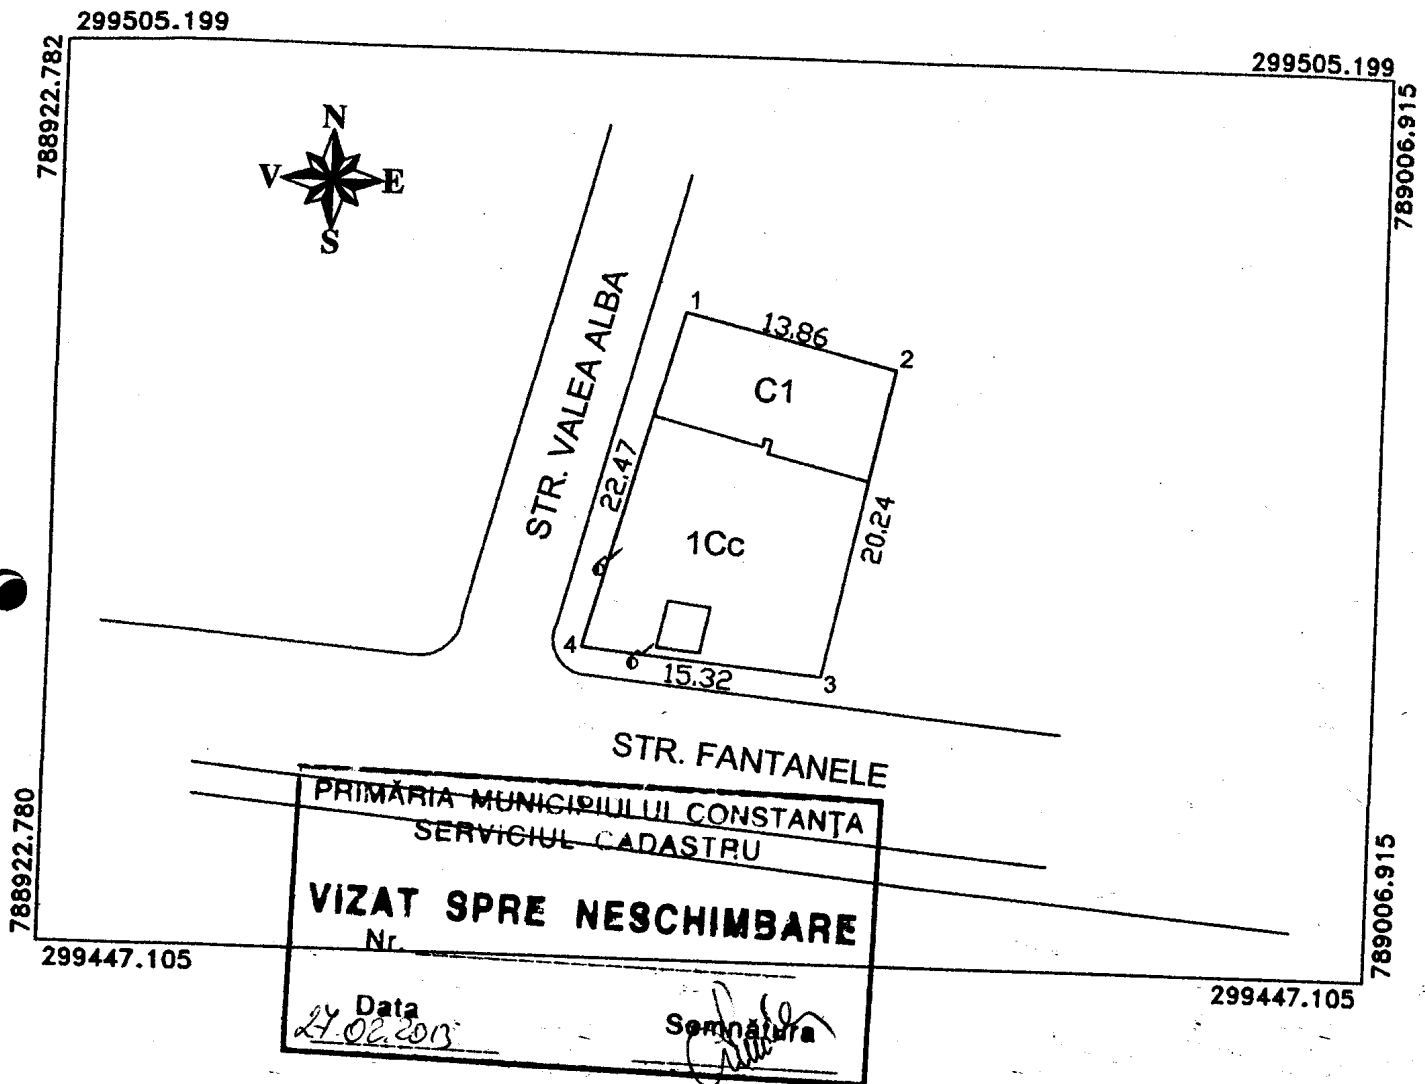 299505.199
299505.199
788922.782
789006.915
N
V E
S
STR. VALEA ALBA
1
13.86
2
C1
22.47
20.24
1Cc
4
15.32
3
STR. FANTANELE
PRIMĂRIA MUNICIPIULUI CONSTANŢA
SERVICIUL CADASTRU
VIZAT SPRE NESCHIMBARE
Nr.
Data
27.02.2013
Semnătura
788922.780
789006.915
299447.105
299447.105